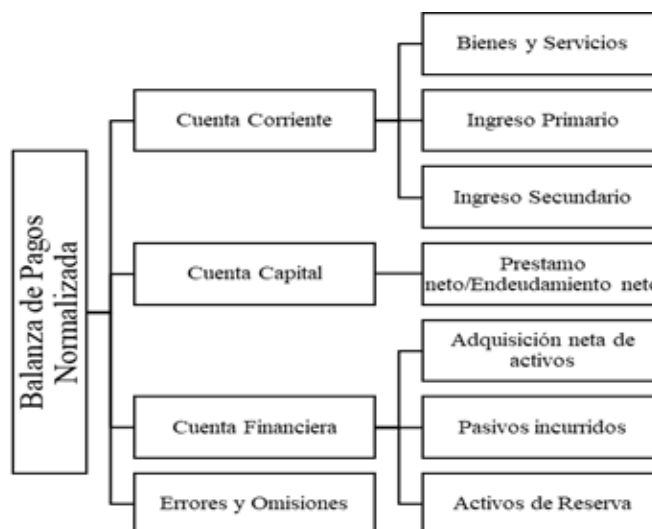 Balanza de Pagos
Normalizada
Cuenta Corriente
Bienes y Servicios
Ingreso Primario
Ingreso Secundario
Cuenta Capital
Prestamo
neto/Endeudamiento neto
Cuenta Financiera
Adquisición neta de
activos
Pasivos incurridos
Activos de Reserva
Errores y Omisiones